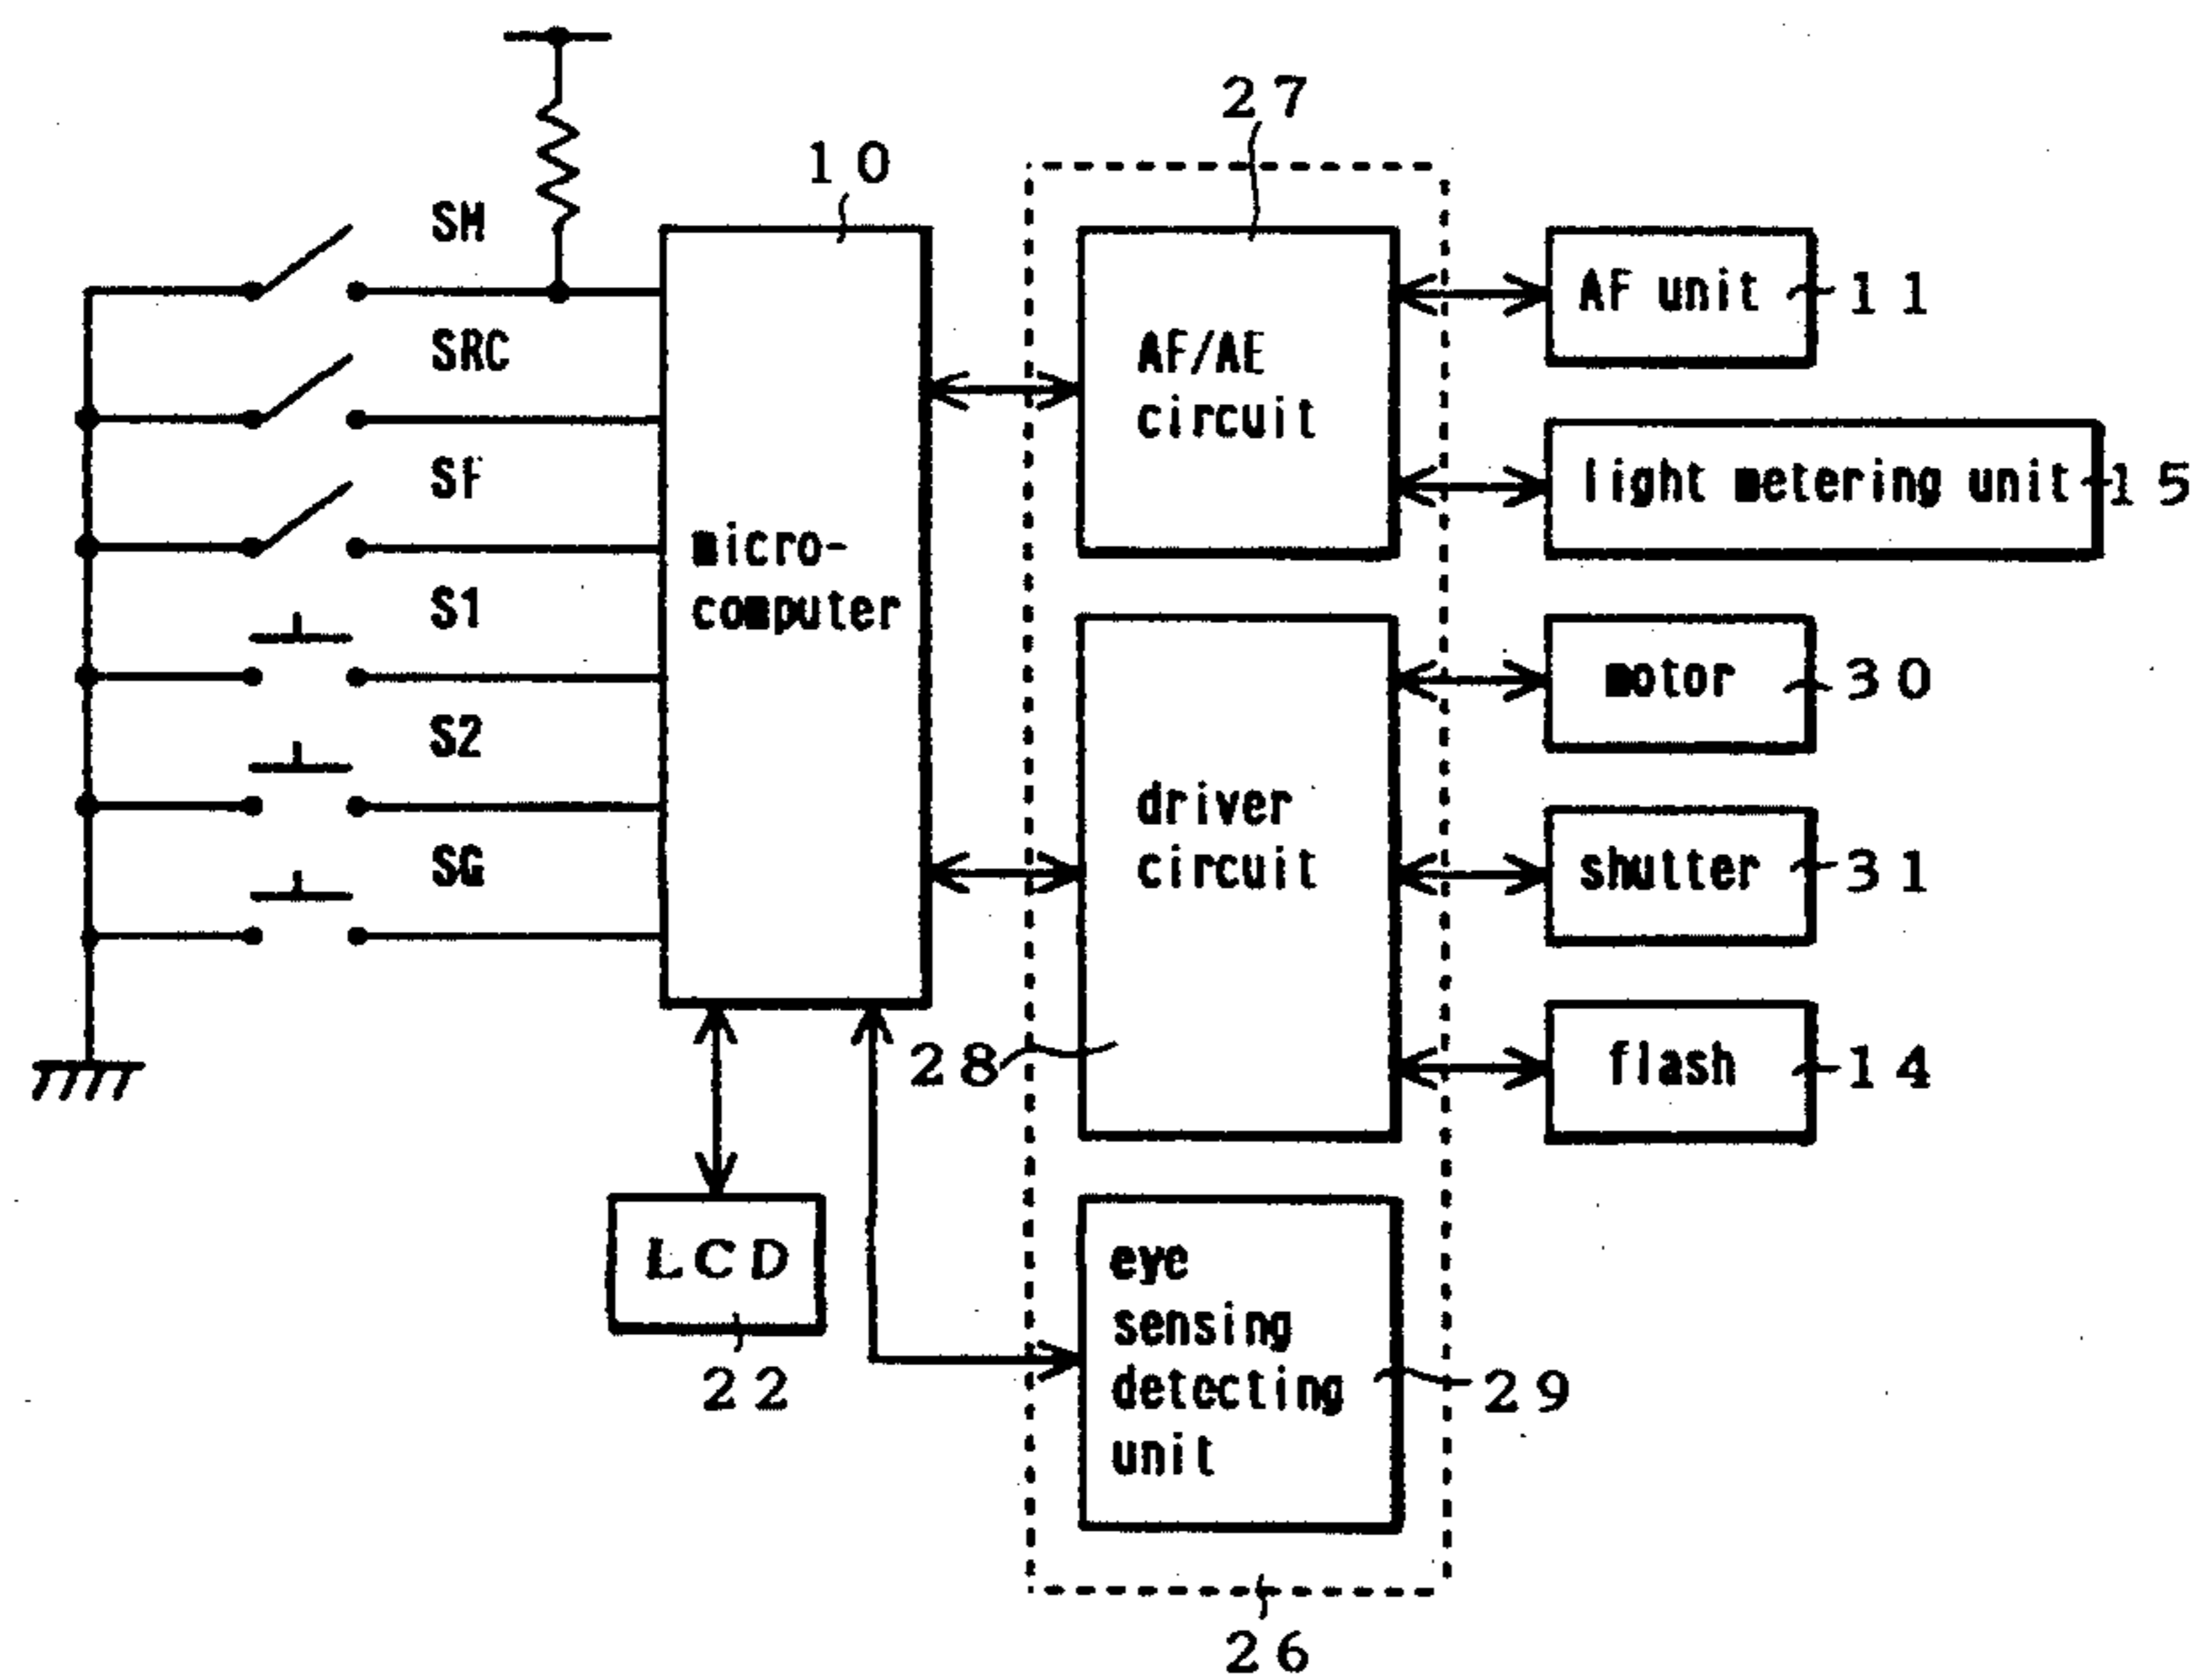 27
10
SH
AF unit
11
SRC
AF/AE
circuit
light metering unit
15
SF
micro-
computer
S1
motor
30
S2
driver
circuit
SG
shutter
31
28
flash
14
LCD
22
eye
sensing
detecting
unit
29
26